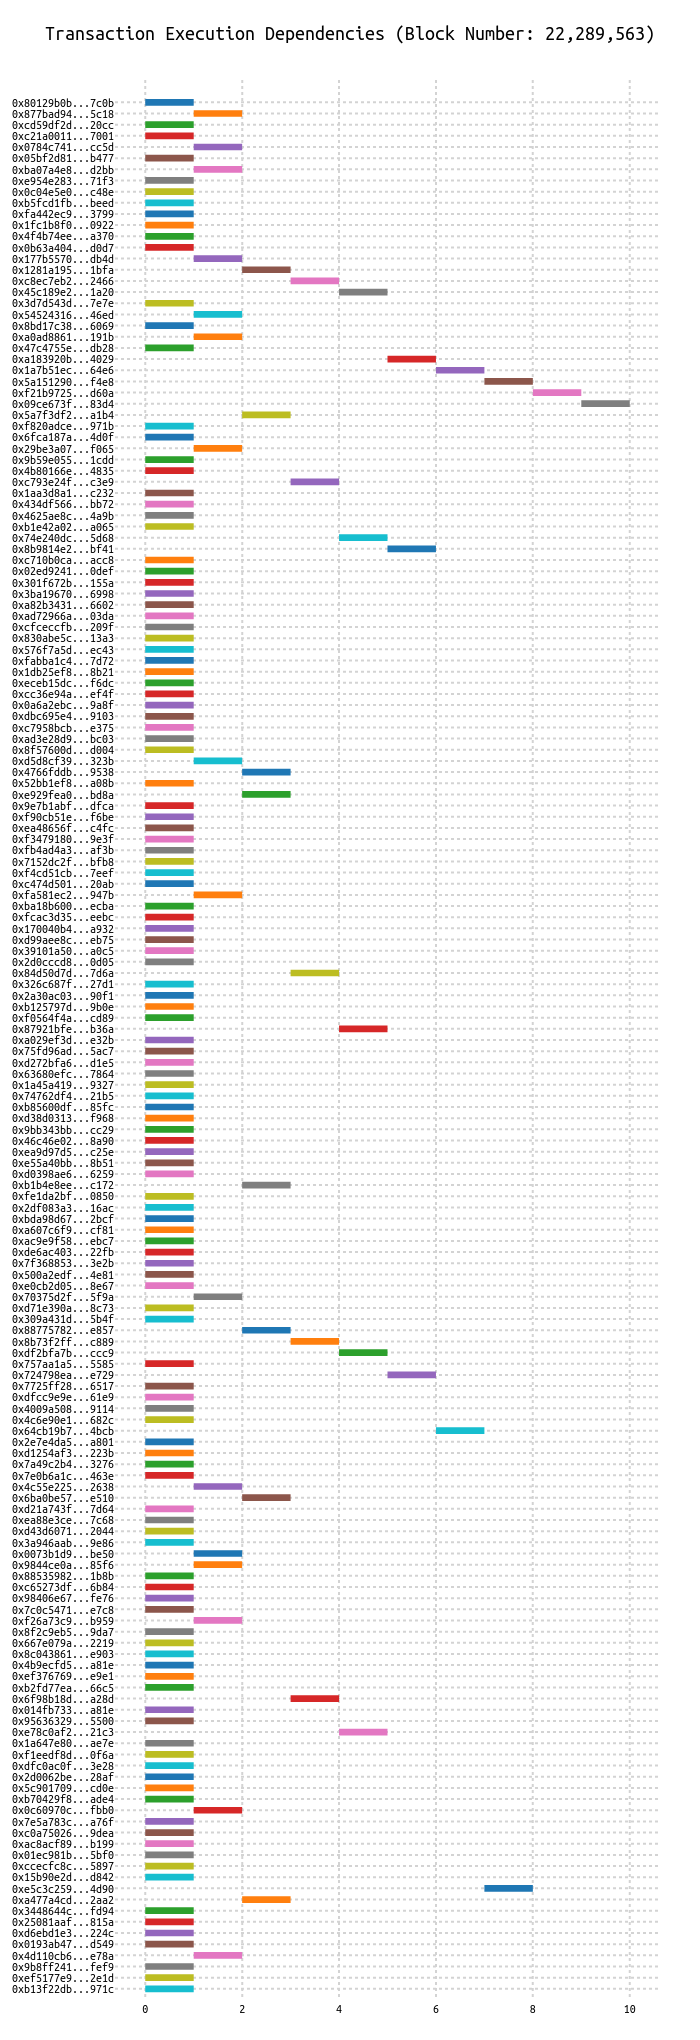 Transaction Execution Dependencies (Block Number: 22,289,563)
0x80129b0b...7c0b
0x877bad94...5c18
0xcd59df2d...20cc
0xc21a0011...7001
0x0784c741...cc5d
0x05bf2d81...b477
0xba07a4e8...d2bb
0xe954e283...71f3
0x0c04e5e0...c48e
0xb5fcd1fb...beed
0xfa442ec9...3799
0x1fc1b8f0...0922
0x4f4b74ee...a370
0x0b63a404...d0d7
0x177b5570...db4d
0x1281a195...1bfa
0xc8ec7eb2...2466
0x45c189e2...1a20
0x3d7d543d...7e7e
0x54524316...46ed
0x8bd17c38...6069
0xa0ad8861...191b
0x47c4755e...db28
0xa183920b...4029
0x1a7b51ec...64e6
0x5a151290...f4e8
0xf21b9725...d60a
0x09ce673f...83d4
0x5a7f3df2...a1b4
0xf820adce...971b
0x6fca187a...4d0f
0x29be3a07...f065
0x9b59e055...1cdd
0x4b80166e...4835
0xc793e24f...c3e9
0x1aa3d8a1...c232
0x434df566...bb72
0x4625ae8c...4a9b
0xb1e42a02...a065
0x74e240dc...5d68
0x8b9814e2...bf41
0xc710b0ca...acc8
0x02ed9241...0def
0x301f672b...155a
0x3ba19670...6998
0xa82b3431...6602
0xad72966a...03da
0xcfceccfb...209f
0x830abe5c...13a3
0x576f7a5d...ec43
0xfabba1c4...7d72
0x1db25ef8...8b21
0xeceb15dc...f6dc
0xcc36e94a...ef4f
0x0a6a2ebc...9a8f
0xdbc695e4...9103
0xc7958bcb...e375
0xad3e28d9...bc03
0x8f57600d...d004
0xd5d8cf39...323b
0x4766fddb...9538
0x52bb1ef8...a08b
0xe929fea0...bd8a
0x9e7b1abf...dfca
0xf90cb51e...f6be
0xea48656f...c4fc
0xf3479180...9e3f
0xfb4ad4a3...af3b
0x7152dc2f...bfb8
0xf4cd51cb...7eef
0xc474d501...20ab
0xfa581ec2...947b
0xba18b600...ecba
0xfcac3d35...eebc
0x170040b4...a932
0xd99aee8c...eb75
0x39101a50...a0c5
0x2d0cccd8...0d05
0x84d50d7d...7d6a
0x326c687f...27d1
0x2a30ac03...90f1
0xb125797d...9b0e
0xf0564f4a...cd89
0x87921bfe...b36a
0xa029ef3d...e32b
0x75fd96ad...5ac7
0xd272bfa6...d1e5
0x63680efc...7864
0x1a45a419...9327
0x74762df4...21b5
0xb85600df...85fc
0xd38d0313...f968
0x9bb343bb...cc29
0x46c46e02...8a90
0xea9d97d5...c25e
0xe55a40bb...8b51
0xd0398ae6...6259
0xb1b4e8ee...c172
0xfe1da2bf...0850
0x2df083a3...16ac
0xbda98d67...2bcf
0xa607c6f9...cf81
0xac9e9f58...ebc7
0xde6ac403...22fb
0x7f368853...3e2b
0x500a2edf...4e81
0xe0cb2d05...8e67
0x70375d2f...5f9a
0xd71e390a...8c73
0x309a431d...5b4f
0x88775782...e857
0x8b73f2ff...c889
0xdf2bfa7b...ccc9
0x757aa1a5...5585
0x724798ea...e729
0x7725ff28...6517
0xdfcc9e9e...61e9
0x4009a508...9114
0x4c6e90e1...682c
0x64cb19b7...4bcb
0x2e7e4da5...a801
0xd1254af3...223b
0x7a49c2b4...3276
0x7e0b6a1c...463e
0x4c55e225...2638
0x6ba0be57...e510
0xd21a743f...7d64
0xea88e3ce...7c68
0xd43d6071...2044
0x3a946aab...9e86
0x0073b1d9...be50
0x9844ce0a...85f6
0x88535982...1b8b
0xc65273df...6b84
0x98406e67...fe76
0x7c0c5471...e7c8
0xf26a73c9...b959
0x8f2c9eb5...9da7
0x667e079a...2219
0x8c043861...e903
0x4b9ecfd5...a81e
0xef376769...e9e1
0xb2fd77ea...66c5
0x6f98b18d...a28d
0x014fb733...a81e
0x95636329...5500
0xe78c0af2...21c3
0x1a647e80...ae7e
0xf1eedf8d...0f6a
0xdfc0ac0f...3e28
0x2d0062be...28af
0x5c901709...cd0e
0xb70429f8...ade4
0x0c60970c...fbb0
0x7e5a783c...a76f
0xc0a75026...9dea
0xac8acf89...b199
0x01ec981b...5bf0
0xccecfc8c...5897
0x15b90e2d...d842
0xe5c3c259...4d90
0xa477a4cd...2aa2
0x3448644c...fd94
0x25081aaf...815a
0xd6ebd1e3...224c
0x0193ab47...d549
0x4d110cb6...e78a
0x9b8ff241...fef9
0xef5177e9...2e1d
0xb13f22db...971c
0 2 4 6 8 10